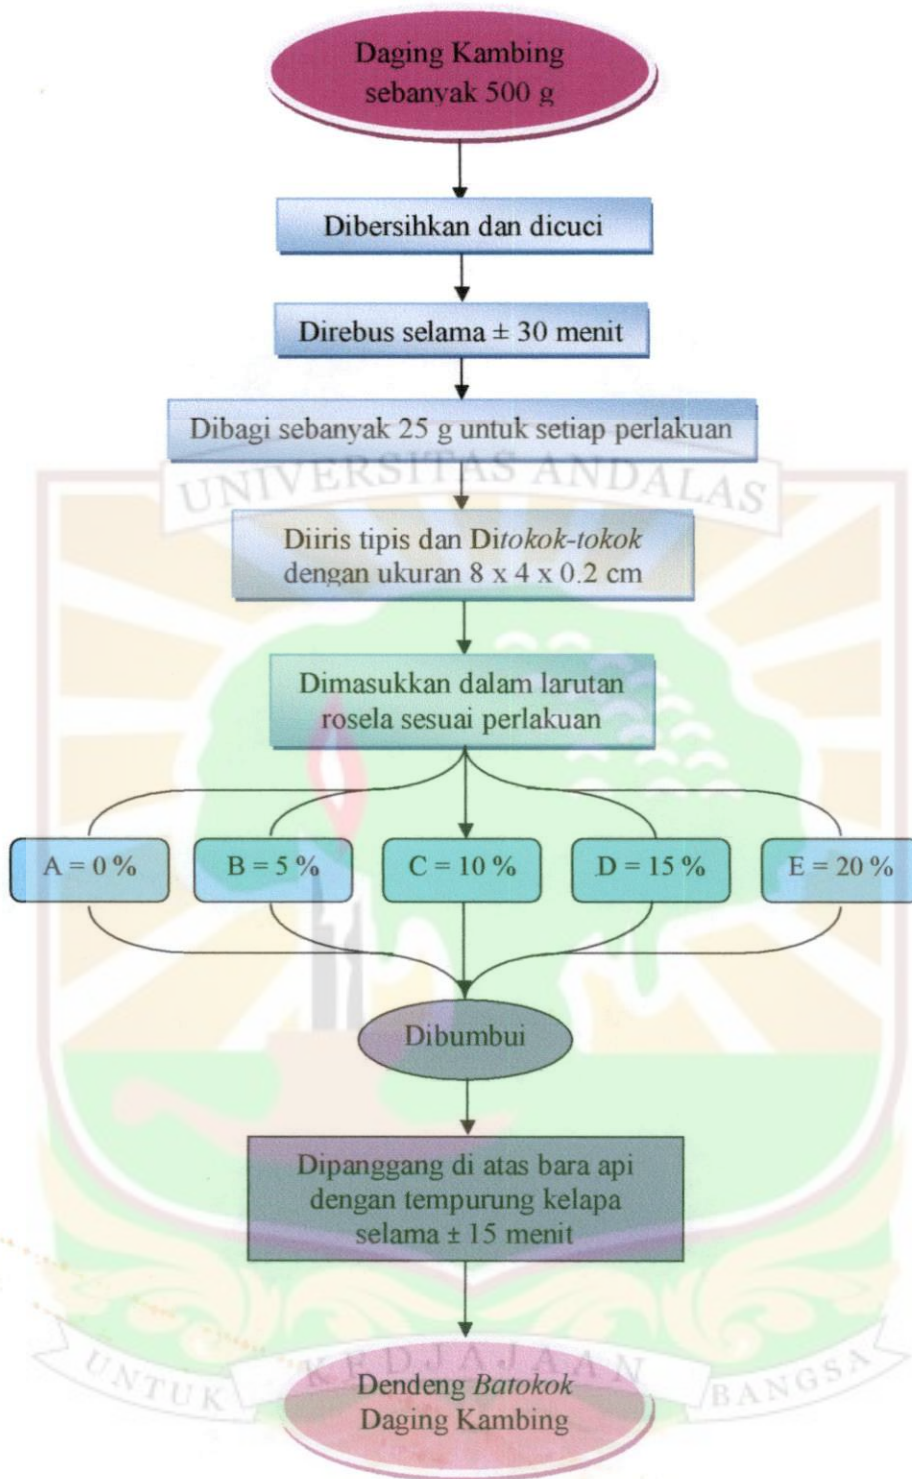 Daging Kambing
sebanyak 500 g
Dibersihkan dan dicuci
Direbus selama ± 30 menit
Dibagi sebanyak 25 g untuk setiap perlakuan
UNIVERSITAS ANDALAS
Diiris tipis dan Ditokok-tokok
dengan ukuran 8 x 4 x 0.2 cm
Dimasukkan dalam larutan
rosela sesuai perlakuan
A = 0 % B = 5 % C = 10 % D = 15 % E = 20 %
Dibumbui
Dipanggang di atas bara api
dengan tempurung kelapa
selama ± 15 menit
UNTUK KEDJAJAAN BANGSA
Dendeng Batokok
Daging Kambing